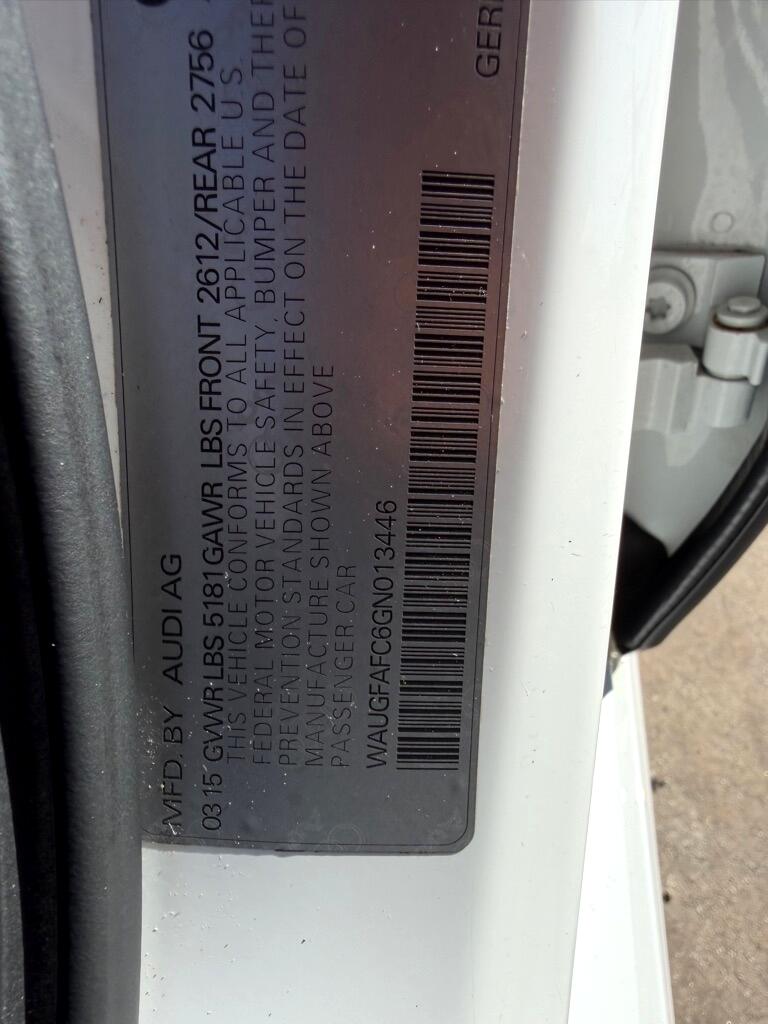 MFD. BY AUDI AG
03 15 GVWR LBS 5181 GAWR LBS FRONT 2612/REAR 2756
THIS VEHICLE CONFORMS TO ALL APPLICABLE U.S.
FEDERAL MOTOR VEHICLE SAFETY, BUMPER AND THEF
PREVENTION STANDARDS IN EFFECT ON THE DATE OF
MANUFACTURE SHOWN ABOVE
PASSENGER CAR
WAUGFAFC6GN013446
GER